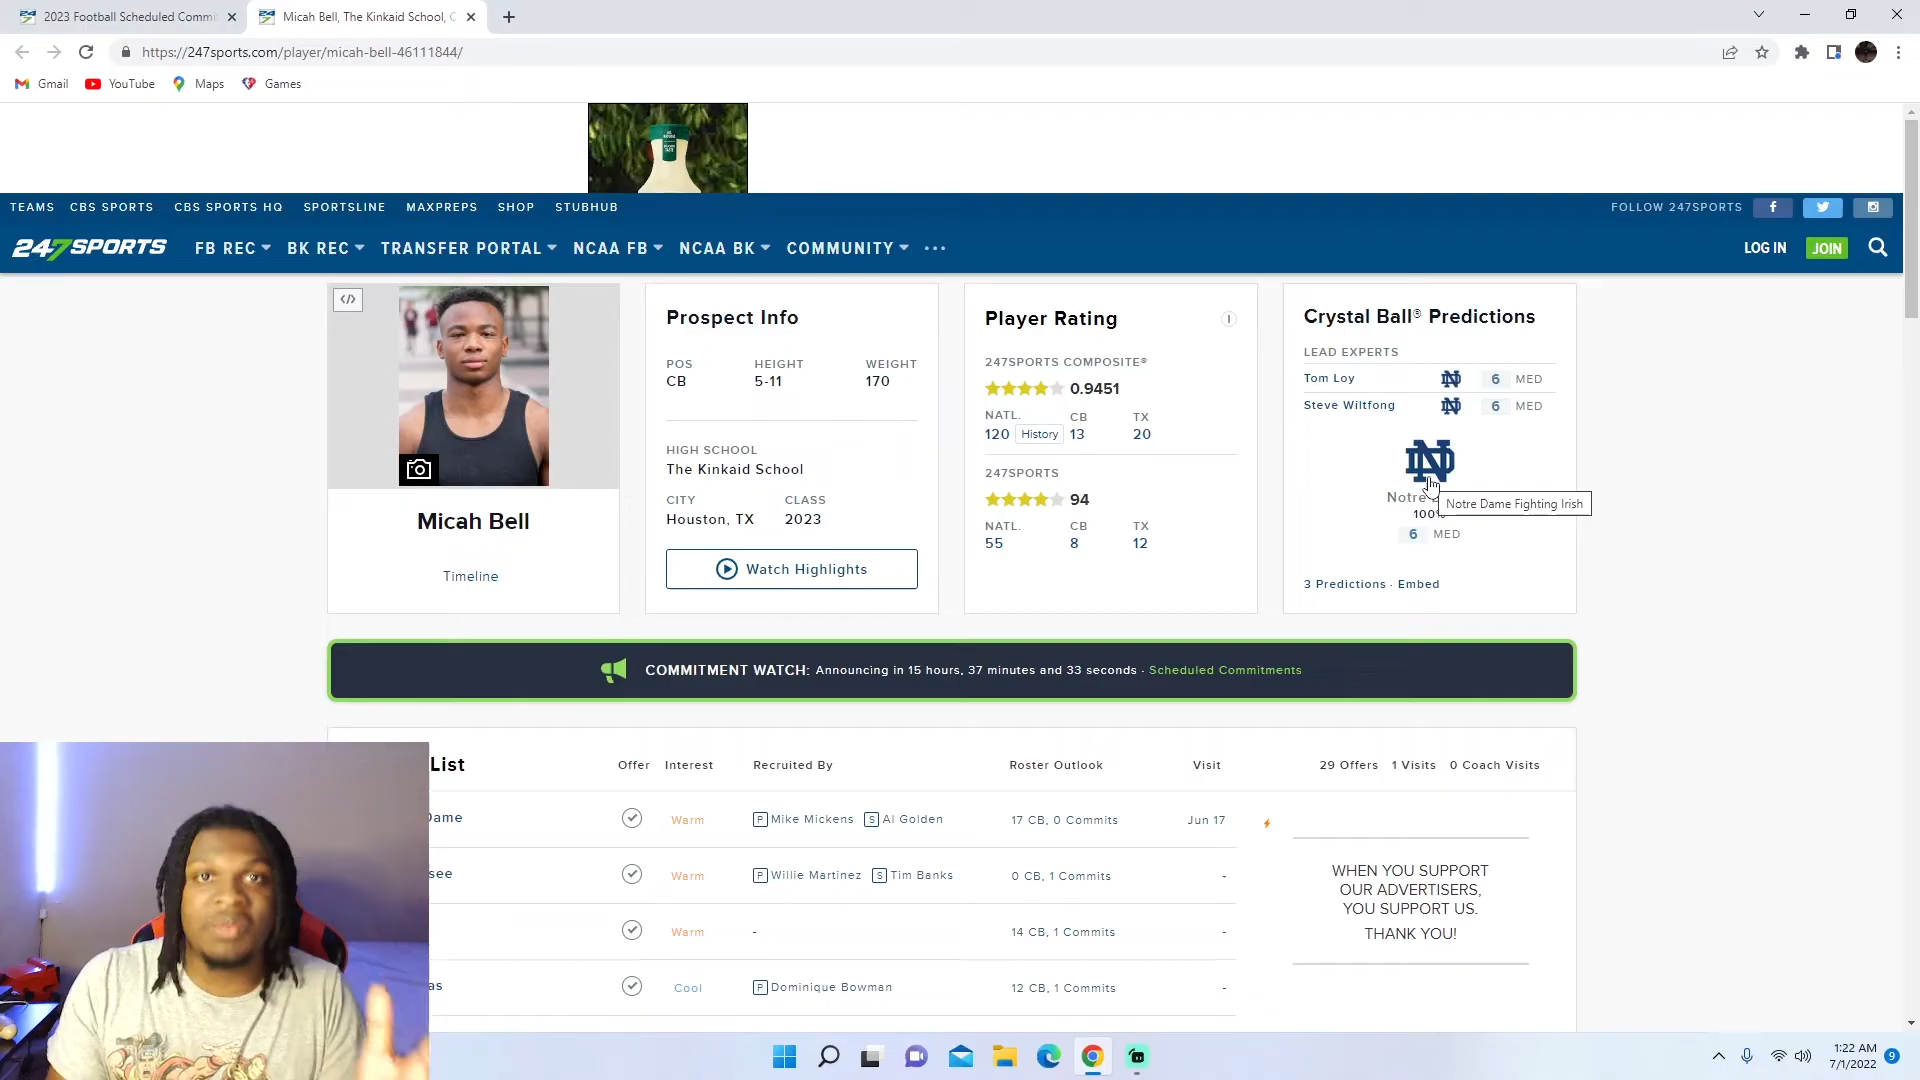 2023 Football Scheduled Commi
Micah Bell, The Kinkaid School, C
https://247sports.com/player/micah-bell-46111844/
Gmail YouTube Maps Games
TEAMS CBS SPORTS CBS SPORTS HQ SPORTSLINE MAXPREPS SHOP STUBHUB FOLLOW 247SPORTS
247SPORTS FB REC BK REC TRANSFER PORTAL NCAA FB NCAA BK COMMUNITY LOG IN JOIN
Micah Bell
Timeline
Prospect Info
POS HEIGHT WEIGHT
CB 5-11 170
HIGH SCHOOL
The Kinkaid School
CITY CLASS
Houston, TX 2023
Watch Highlights
Player Rating
247SPORTS COMPOSITE®
0.9451
NATL. CB TX
120 History 13 20
247SPORTS
94
NATL. CB TX
55 8 12
Crystal Ball® Predictions
LEAD EXPERTS
Tom Loy 6 MED
Steve Wiltfong 6 MED
Notre
Notre Dame Fighting Irish
100%
6 MED
3 Predictions · Embed
COMMITMENT WATCH: Announcing in 15 hours, 37 minutes and 33 seconds - Scheduled Commitments
List Offer Interest Recruited By Roster Outlook Visit 29 Offers 1 Visits 0 Coach Visits
Dame Warm P Mike Mickens S Al Golden 17 CB, 0 Commits Jun 17
see Warm P Willie Martinez S Tim Banks 0 CB, 1 Commits -
Warm - 14 CB, 1 Commits -
as Cool P Dominique Bowman 12 CB, 1 Commits -
WHEN YOU SUPPORT
OUR ADVERTISERS,
YOU SUPPORT US.
THANK YOU!
1:22 AM
7/1/2022
9